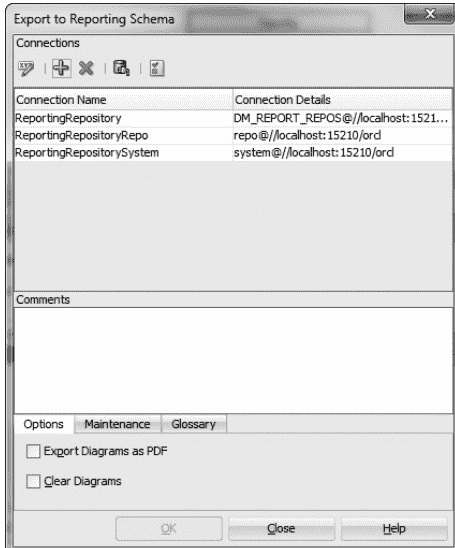 Export to Reporting Schema
Connections
Connection Name Connection Details
ReportingRepository DM_REPORT_REPOS@//localhost:1521...
ReportingRepositoryRepo repo@//localhost:15210/orcl
ReportingRepositorySystem system@//localhost:15210/orcl
Comments
Options Maintenance Glossary
Export Diagrams as PDF
Clear Diagrams
OK Close Help